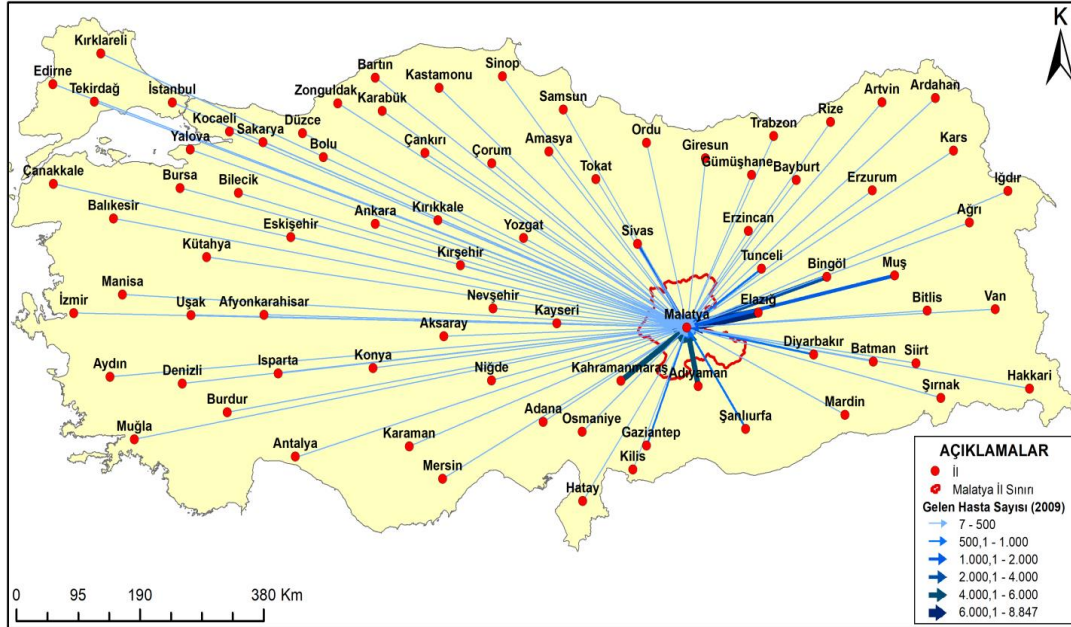 K
Kırklareli
Edirne
Tekirdağ
İstanbul
Kocaeli
Sakarya
Yalova
Düzce
Bolu
Zonguldak
Bartın
Karabük
Kastamonu
Sinop
Samsun
Çankırı
Çorum
Amasya
Tokat
Ordu
Giresun
Gümüşhane
Trabzon
Bayburt
Rize
Artvin
Ardahan
Kars
Erzurum
Iğdır
Ağrı
Çanakkale
Balıkesir
Bursa
Bilecik
Eskişehir
Kütahya
Ankara
Kırıkkale
Kırşehir
Yozgat
Sivas
Erzincan
Tunceli
Bingöl
Muş
Elazığ
Malatya
Bitlis
Van
Manisa
İzmir
Uşak
Afyonkarahisar
Nevşehir
Kayseri
Aksaray
Aydın
Denizli
Isparta
Konya
Niğde
Kahramanmaraş
Adıyaman
Diyarbakır
Batman
Siirt
Hakkari
Şırnak
Mardin
Şanlıurfa
Burdur
Muğla
Antalya
Karaman
Mersin
Adana
Osmaniye
Gaziantep
Kilis
Hatay
AÇIKLAMALAR
İl
Malatya İl Sınırı
Gelen Hasta Sayısı (2009)
7 - 500
500,1 - 1.000
1.000,1 - 2.000
2.000,1 - 4.000
4.000,1 - 6.000
6.000,1 - 8.847
0 95 190 380 Km